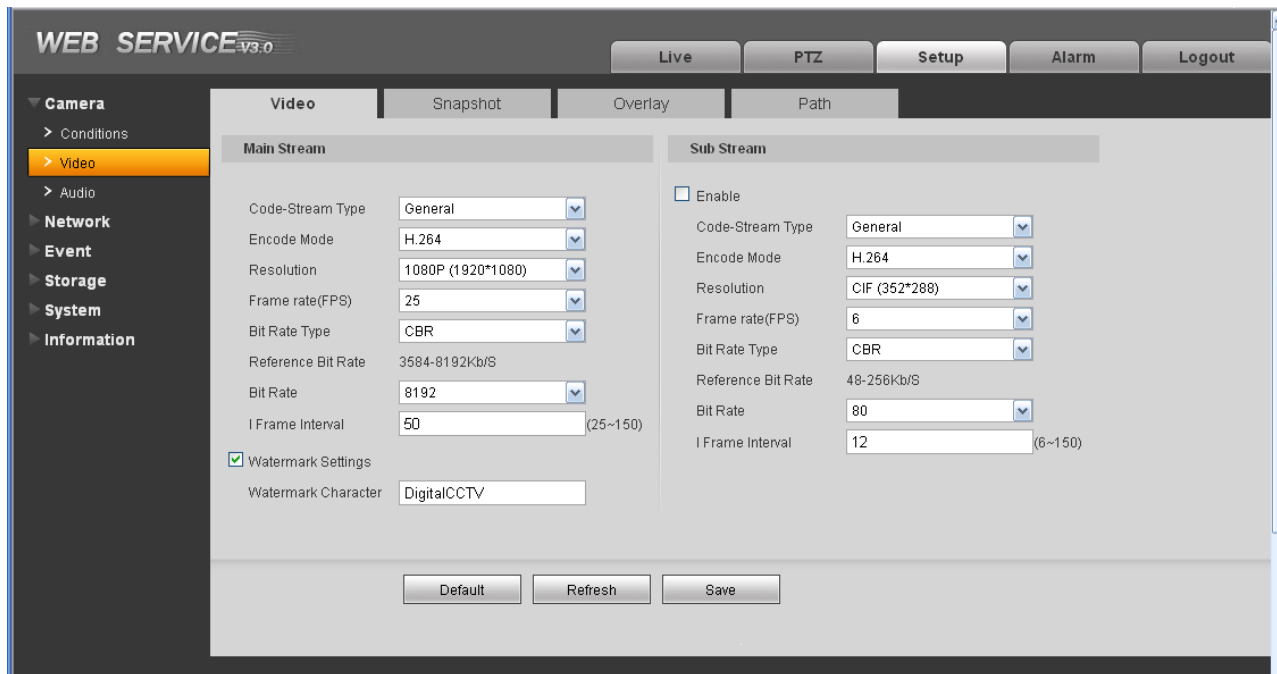 WEB SERVICE V3.0
Live PTZ Setup Alarm Logout
Camera
Conditions
Video
Audio
Network
Event
Storage
System
Information
Video Snapshot Overlay Path
Main Stream
Code-Stream Type General
Encode Mode H.264
Resolution 1080P (1920*1080)
Frame rate(FPS) 25
Bit Rate Type CBR
Reference Bit Rate 3584-8192Kb/S
Bit Rate 8192
I Frame Interval 50 (25~150)
Watermark Settings
Watermark Character DigitalCCTV
Sub Stream
Enable
Code-Stream Type General
Encode Mode H.264
Resolution CIF (352*288)
Frame rate(FPS) 6
Bit Rate Type CBR
Reference Bit Rate 48-256Kb/S
Bit Rate 80
I Frame Interval 12 (6~150)
Default Refresh Save